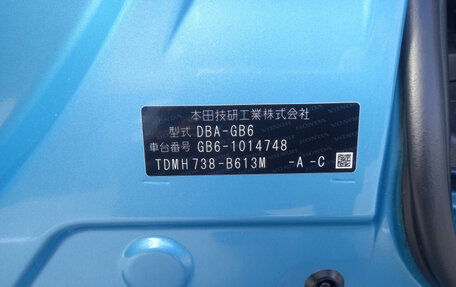 本田技研工業株式会社
型式 DBA-GB6
車台番号 GB6-1014748
TDMH738-B613M -A -C